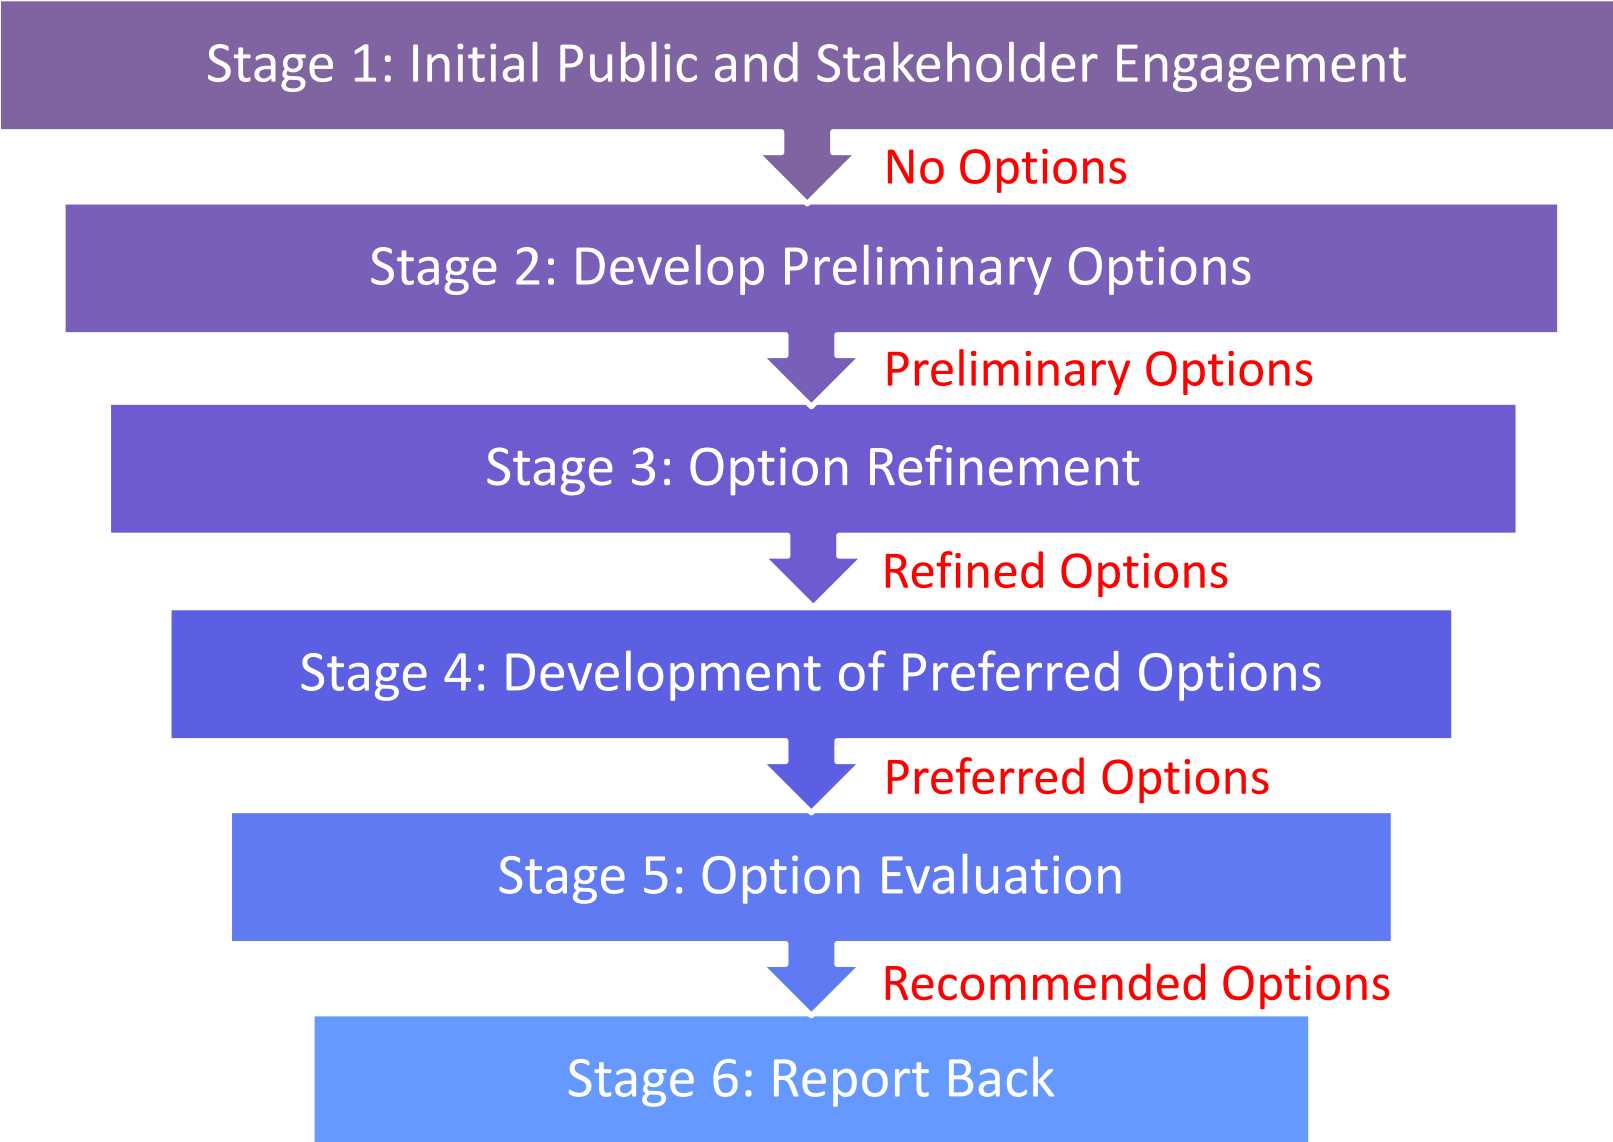 Stage 1: Initial Public and Stakeholder Engagement
No Options
Stage 2: Develop Preliminary Options
Preliminary Options
Stage 3: Option Refinement
Refined Options
Stage 4: Development of Preferred Options
Preferred Options
Stage 5: Option Evaluation
Recommended Options
Stage 6: Report Back